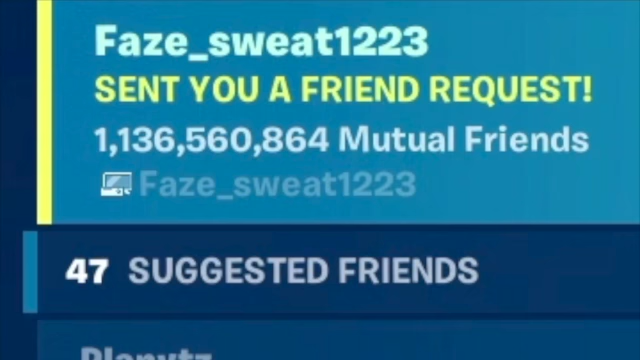 Faze_sweat1223
SENT YOU A FRIEND REQUEST!
1,136,560,864 Mutual Friends
Faze_sweat1223
47 SUGGESTED FRIENDS